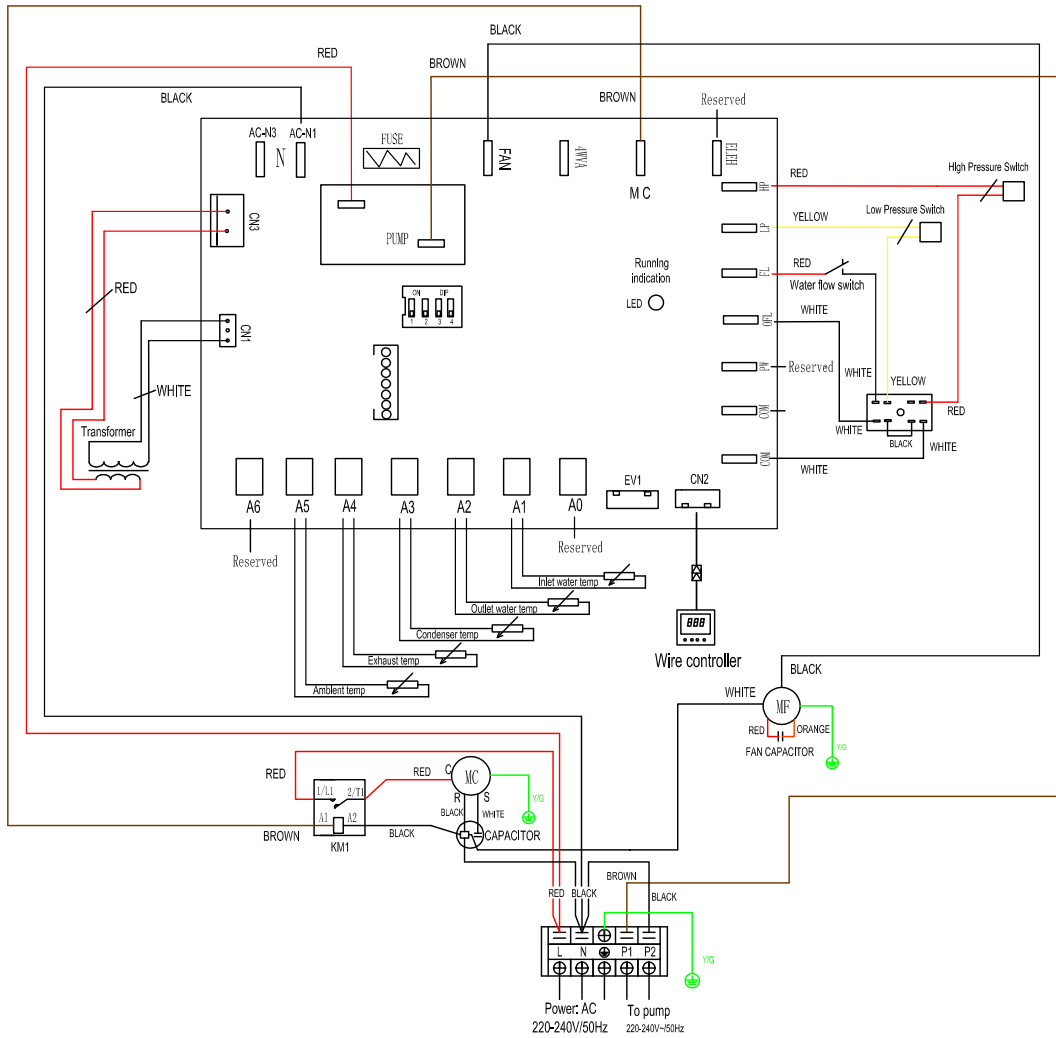 BLACK
RED
BROWN
BLACK
BROWN
Reserved
AC-N3
AC-N1
N
FUSE
FAN
4WVA
M C
ELEH
HP
RED
High Pressure Switch
Low Pressure Switch
LP
YELLOW
CN3
PUMP
Running
indication
LED
FL
RED
Water flow switch
RED
ON
DIP
1 2 3 4
OFL
WHITE
CN1
PW
Reserved
WHITE
YELLOW
WHITE
COM
RED
Transformer
WHITE
BLACK
WHITE
COM
WHITE
EV1
CN2
A6
A5
A4
A3
A2
A1
A0
Reserved
Reserved
Inlet water temp
Outlet water temp
Condenser temp
Exhaust temp
Ambient temp
888
Wire controller
BLACK
WHITE
MF
RED
ORANGE
FAN CAPACITOR
Y/G
RED
RED
C
MC
R
S
Y/G
1/L1
2/T1
A1
A2
BLACK
WHITE
BROWN
KM1
BLACK
CAPACITOR
BROWN
RED
BLACK
BLACK
L
N
P1
P2
Y/G
Power: AC
220-240V/50Hz
To pump
220-240V~/50Hz